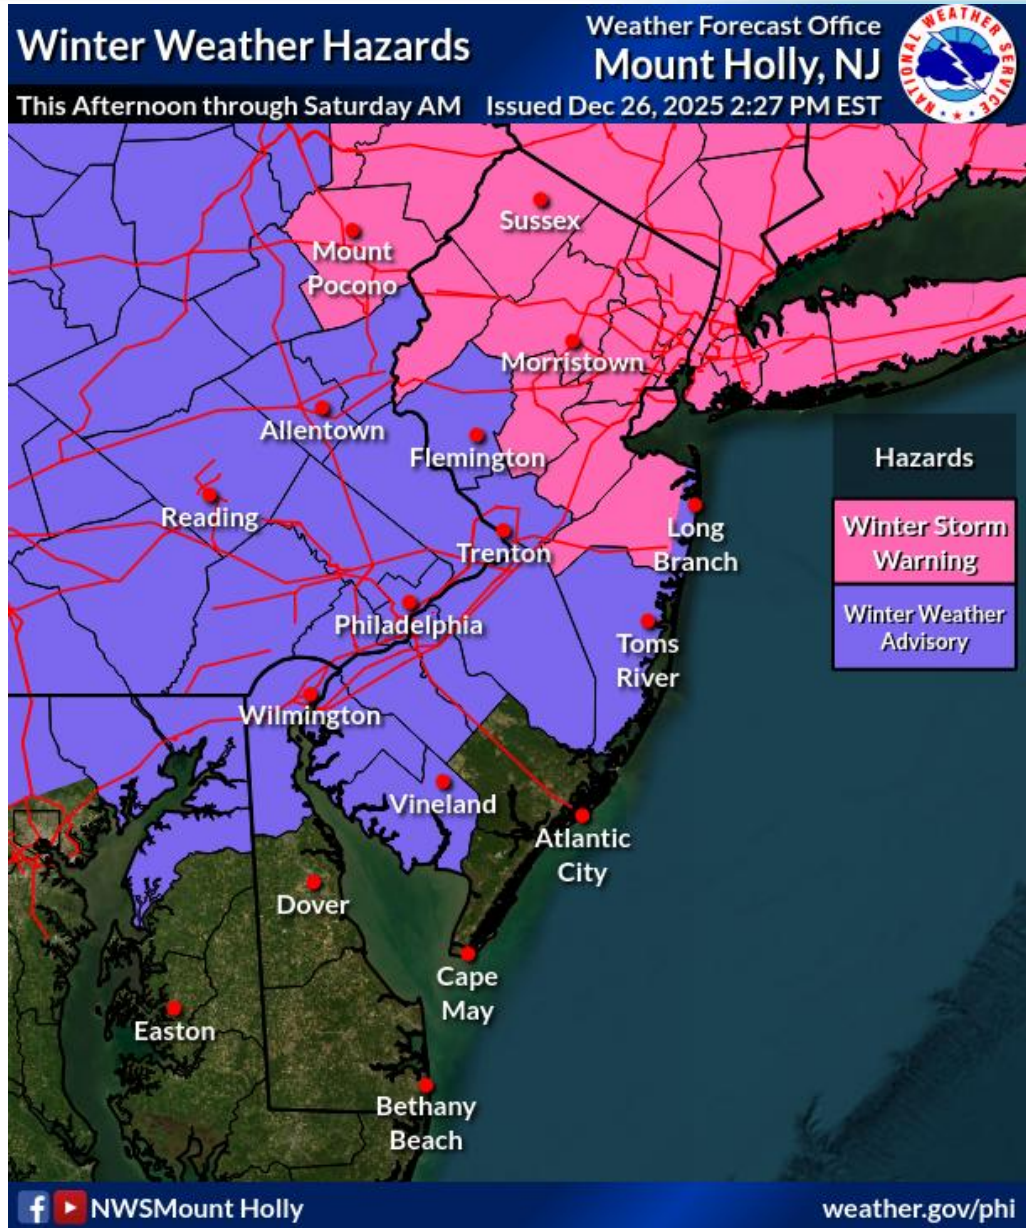 Winter Weather Hazards
Weather Forecast Office
Mount Holly, NJ
This Afternoon through Saturday AM
Issued Dec 26, 2025 2:27 PM EST
NATIONAL WEATHER SERVICE
Sussex
Mount
Pocono
Morristown
Allentown
Flemington
Hazards
Reading
Long
Branch
Winter Storm
Warning
Trenton
Philadelphia
Winter Weather
Advisory
Toms
River
Wilmington
Vineland
Atlantic
City
Dover
Cape
May
Easton
Bethany
Beach
NWSMount Holly
weather.gov/phi